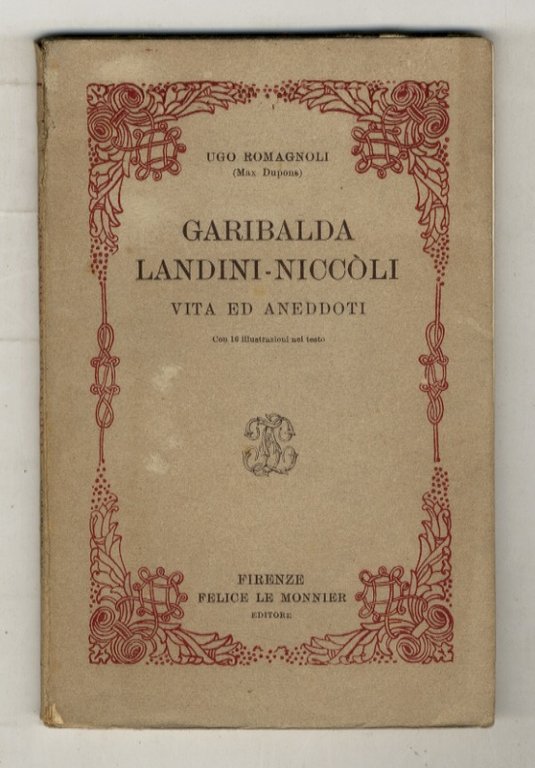 UGO ROMAGNOLI
(Max Dupons)
GARIBALDA
LANDINI-NICCÒLI
VITA ED ANEDDOTI
Con 16 illustrazioni nel testo
FIRENZE
FELICE LE MONNIER
EDITORE